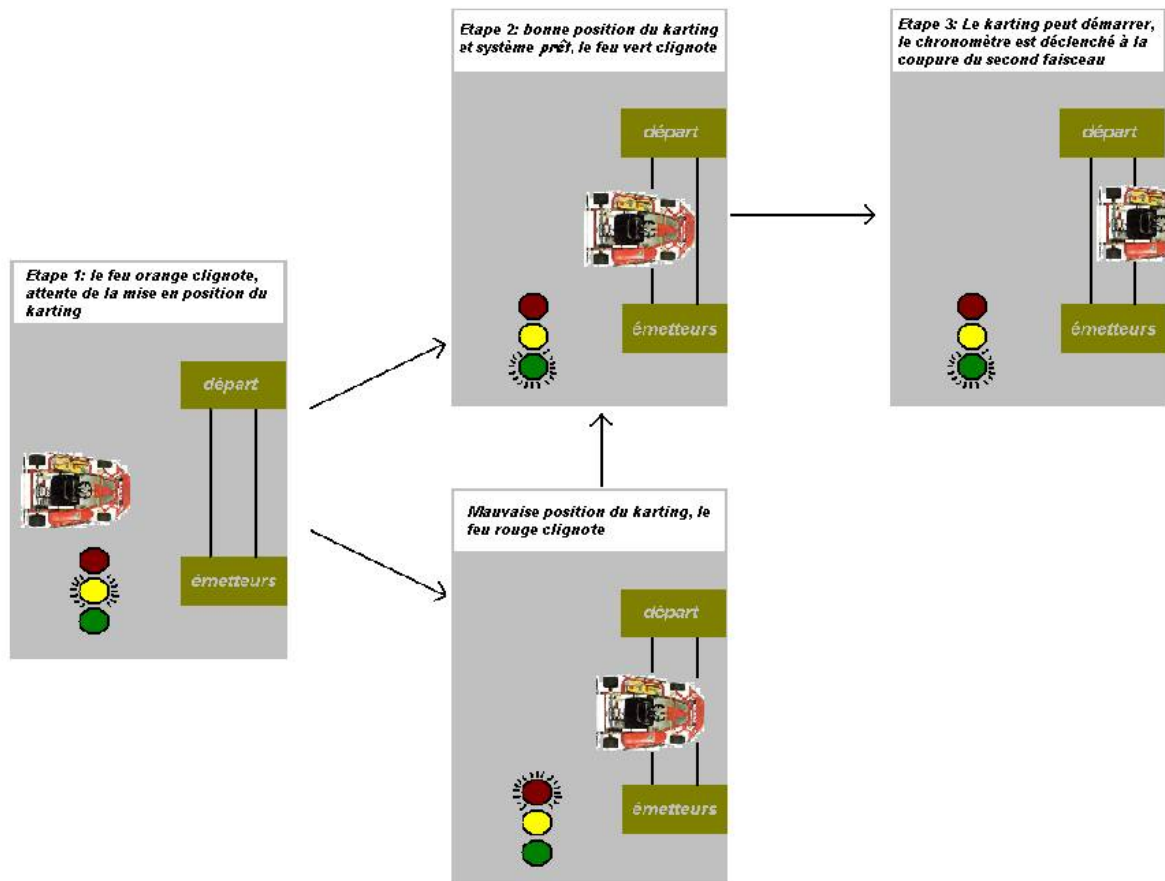 Etape 1: le feu orange clignote,
attente de la mise en position du
karting
départ
émetteurs
Etape 2: bonne position du karting
et système prêt, le feu vert clignote
départ
émetteurs
Mauvaise position du karting, le
feu rouge clignote
départ
émetteurs
Etape 3: Le karting peut démarrer,
le chronomètre est déclenché à la
coupure du second faisceau
départ
émetteurs